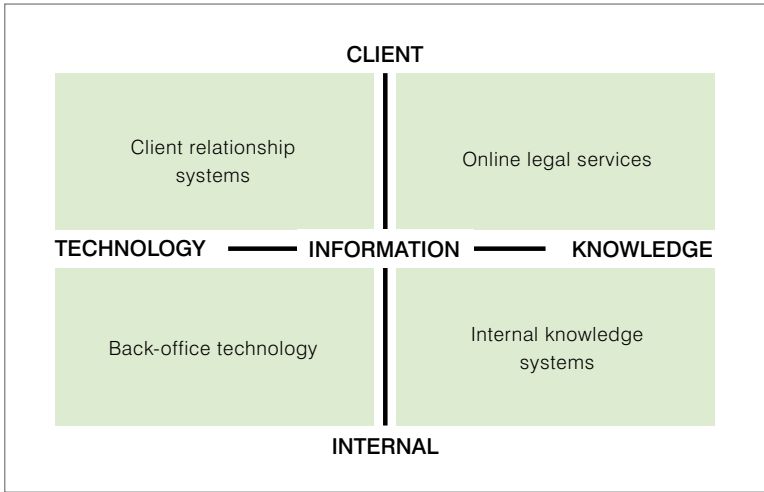 CLIENT
Client relationship
systems
Online legal services
TECHNOLOGY
INFORMATION
KNOWLEDGE
Back-office technology
Internal knowledge
systems
INTERNAL